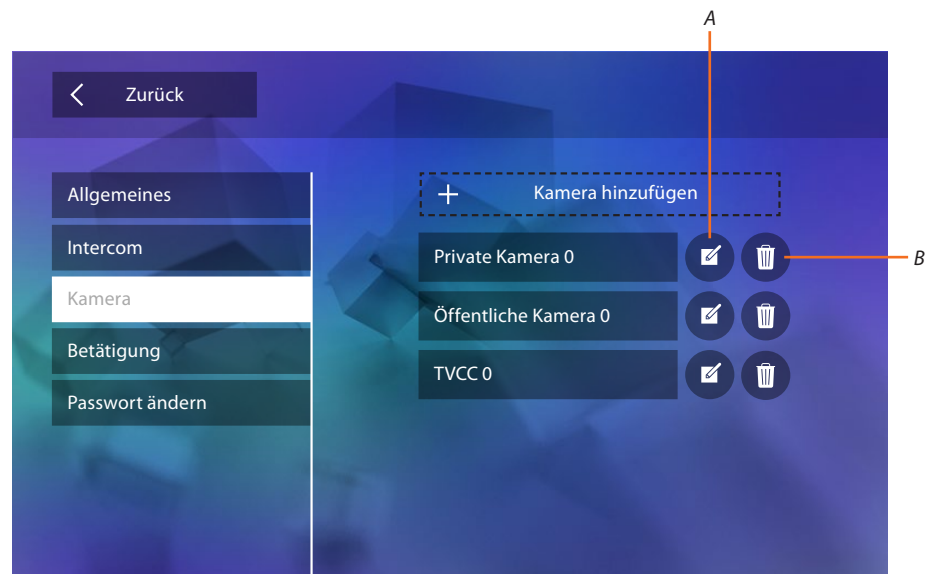 A
Zurück
Allgemeines
Intercom
Kamera
Betätigung
Passwort ändern
Kamera hinzufügen
Private Kamera 0
B
Öffentliche Kamera 0
TVCC 0